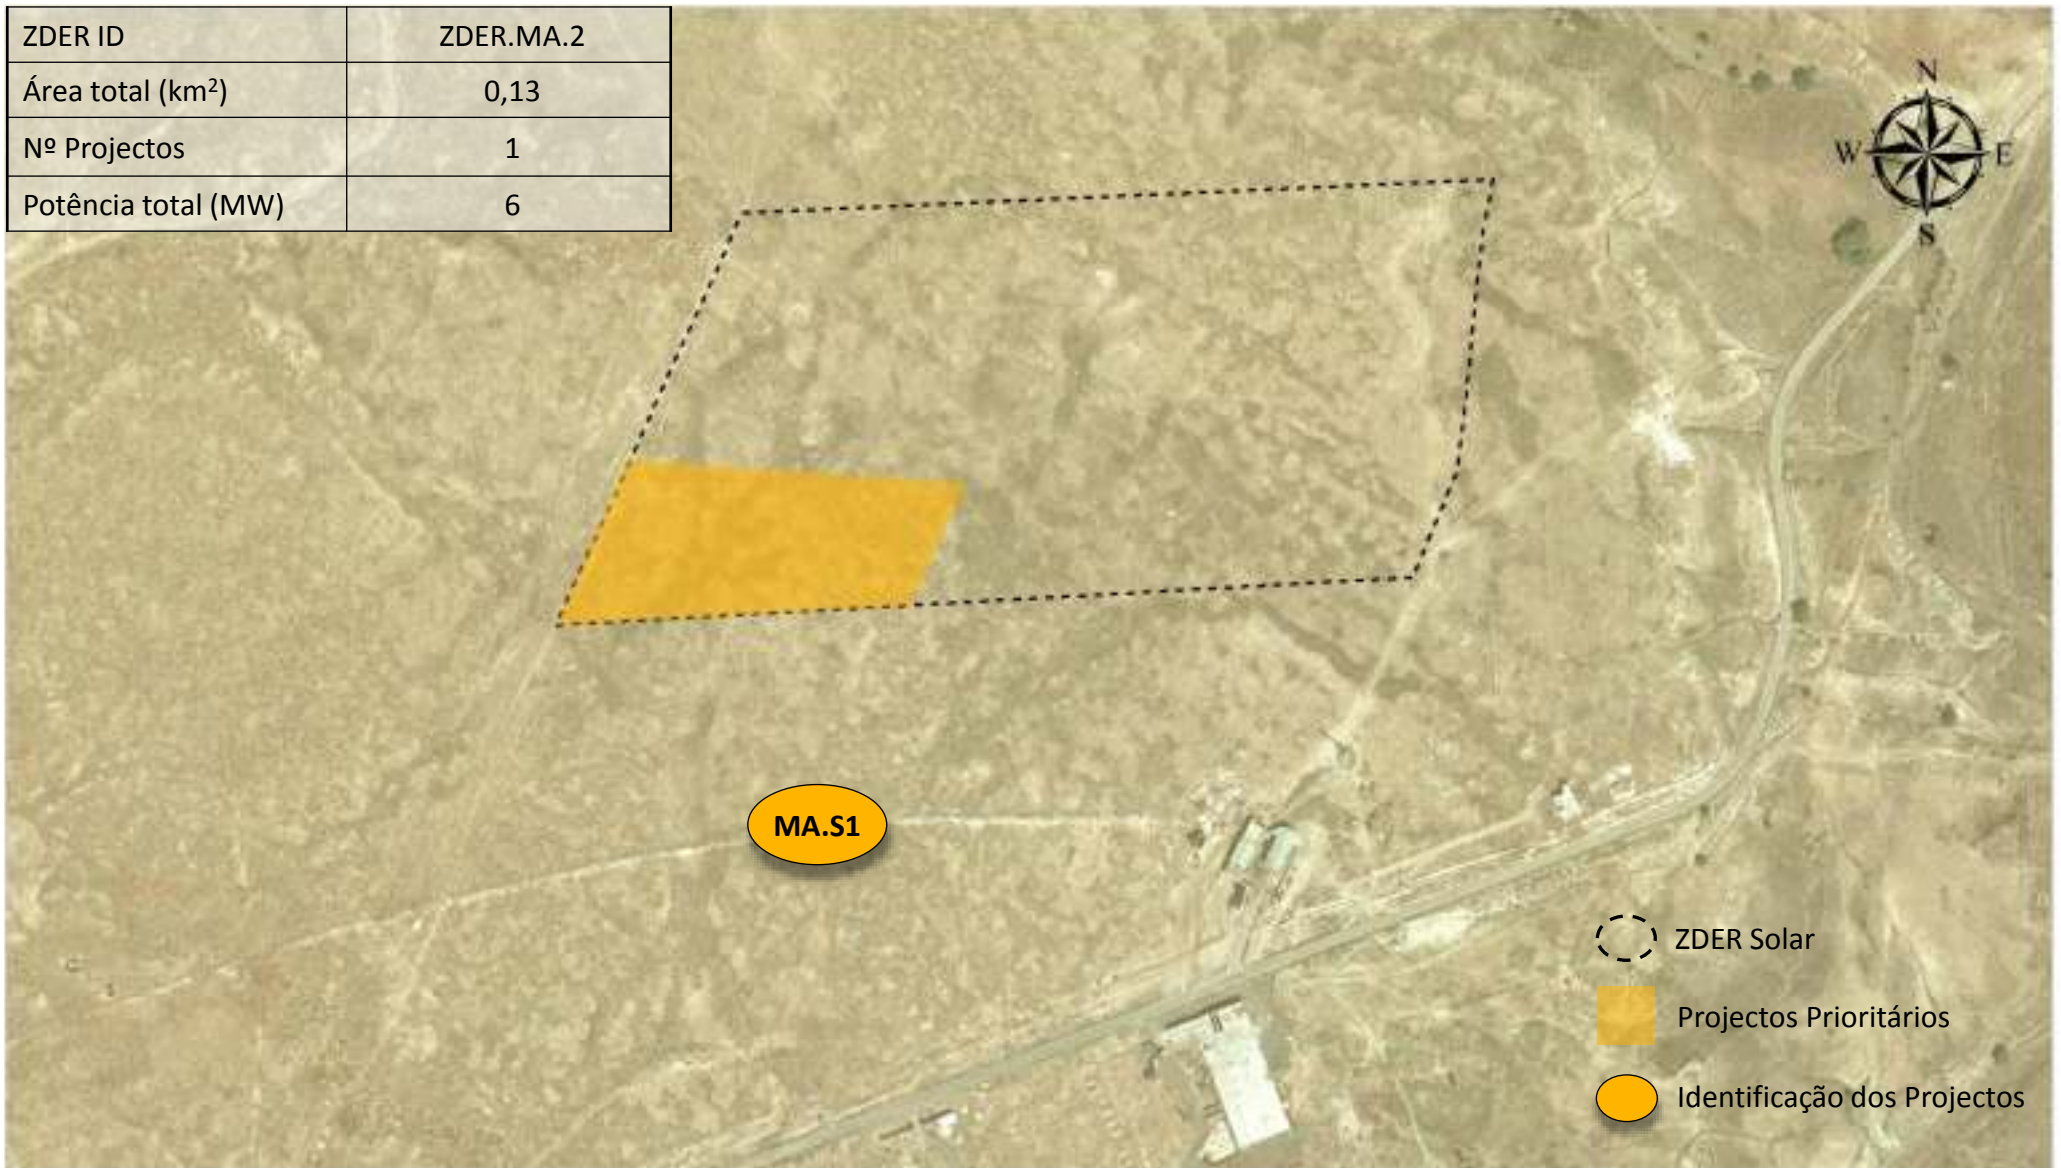 ZDER ID ZDER.MA.2
Área total (km²) 0,13
Nº Projectos 1
Potência total (MW) 6
N
W E
S
MA.S1
ZDER Solar
Projectos Prioritários
Identificação dos Projectos